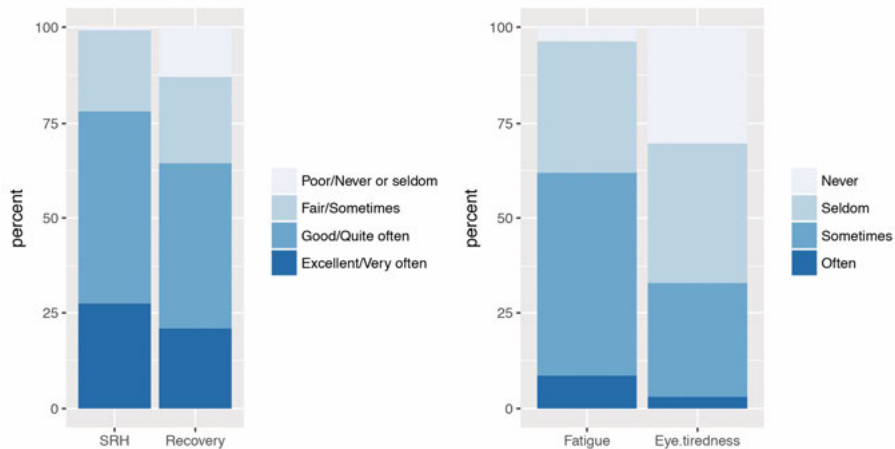 100
75
50
25
0
percent
SRH
Recovery
Poor/Never or seldom
Fair/Sometimes
Good/Quite often
Excellent/Very often
100
75
50
25
0
percent
Fatigue
Eye.tiredness
Never
Seldom
Sometimes
Often